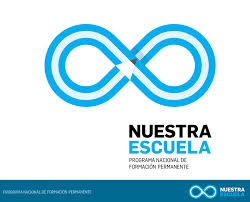 NUESTRA
ESCUELA
PROGRAMA NACIONAL DE
FORMACIÓN PERMANENTE
PROGRAMA NACIONAL DE FORMACIÓN PERMANENTE
NUESTRA
ESCUELA